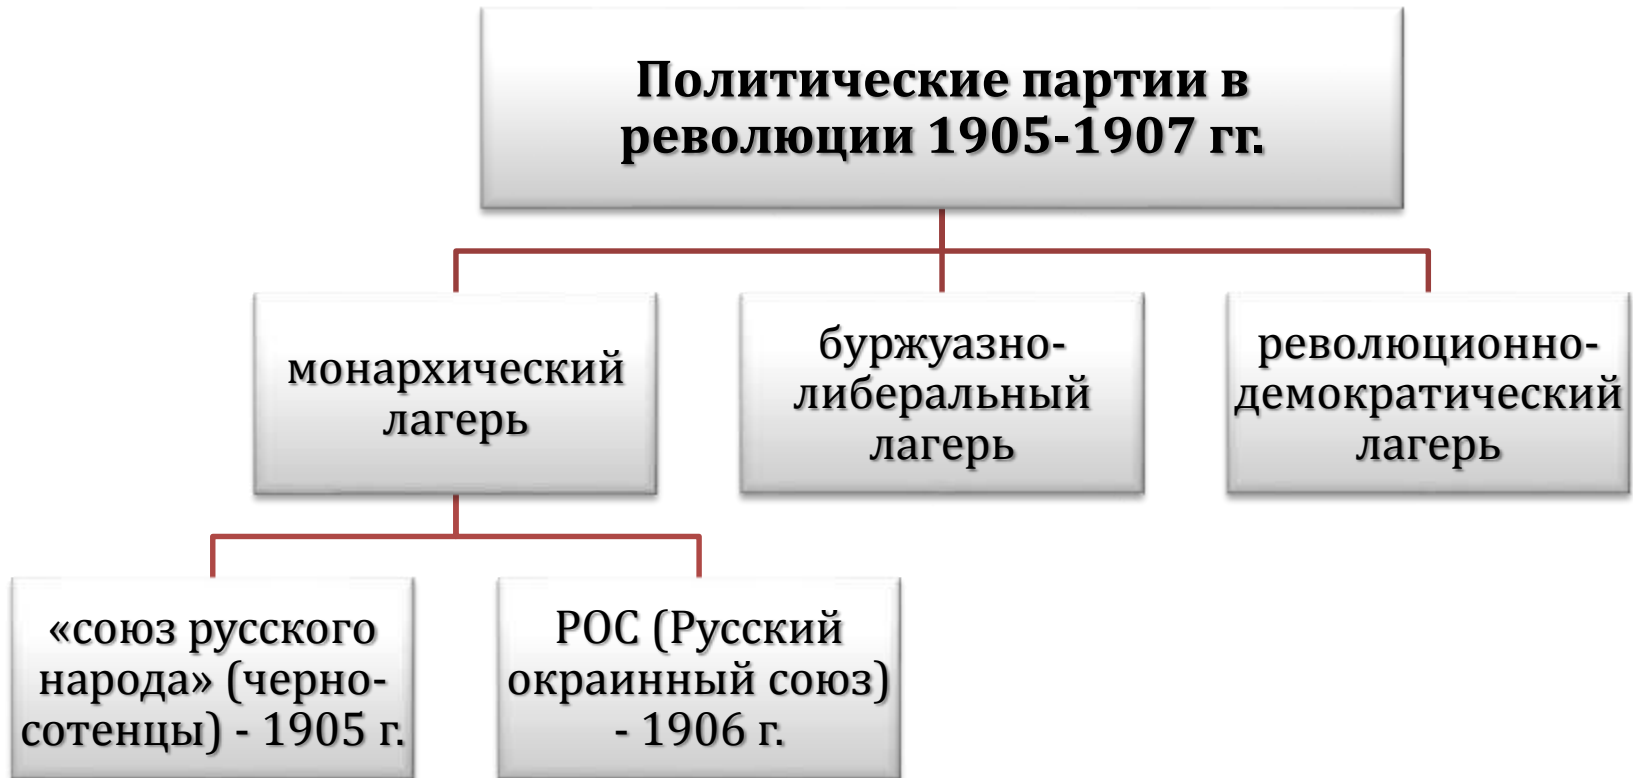 Политические партии в
революции 1905-1907 гг.
монархический
лагерь
буржуазно-
либеральный
лагерь
революционно-
демократический
лагерь
«союз русского
народа» (черно-
сотенцы) - 1905 г.
РОС (Русский
окраинный союз)
- 1906 г.